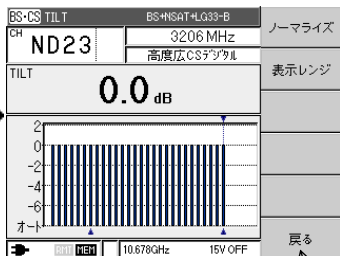 BS・CS TILT BS+NSAT+LG33-B
CH ND23 3206 MHz
高度広CSデジタル
TILT
0.0 dB
2
0
-2
-4
-6
オート
RMT MEM 10.678GHz 15V OFF
ノーマライズ
表示レンジ
戻る